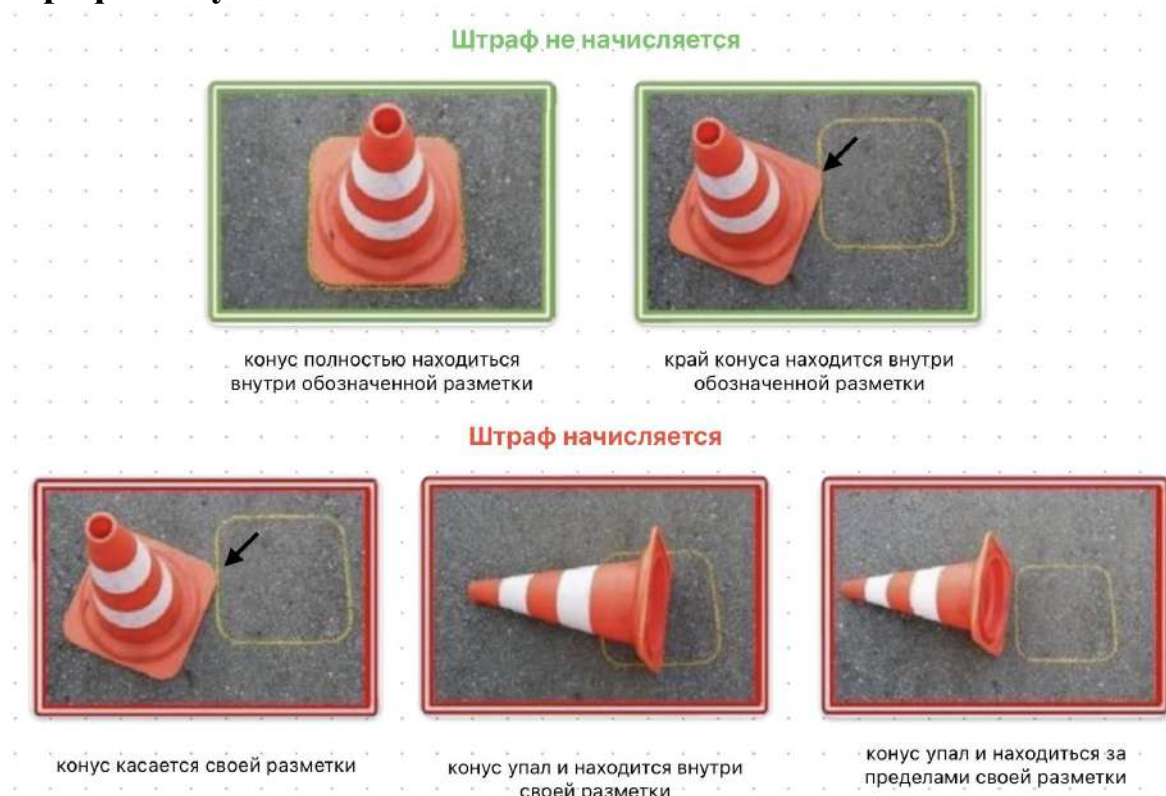 Штраф не начисляется
конус полностью находиться
внутри обозначенной разметки
край конуса находится внутри
обозначенной разметки
Штраф начисляется
конус касается своей разметки
конус упал и находится внутри
своей разметки
конус упал и находиться за
пределами своей разметки